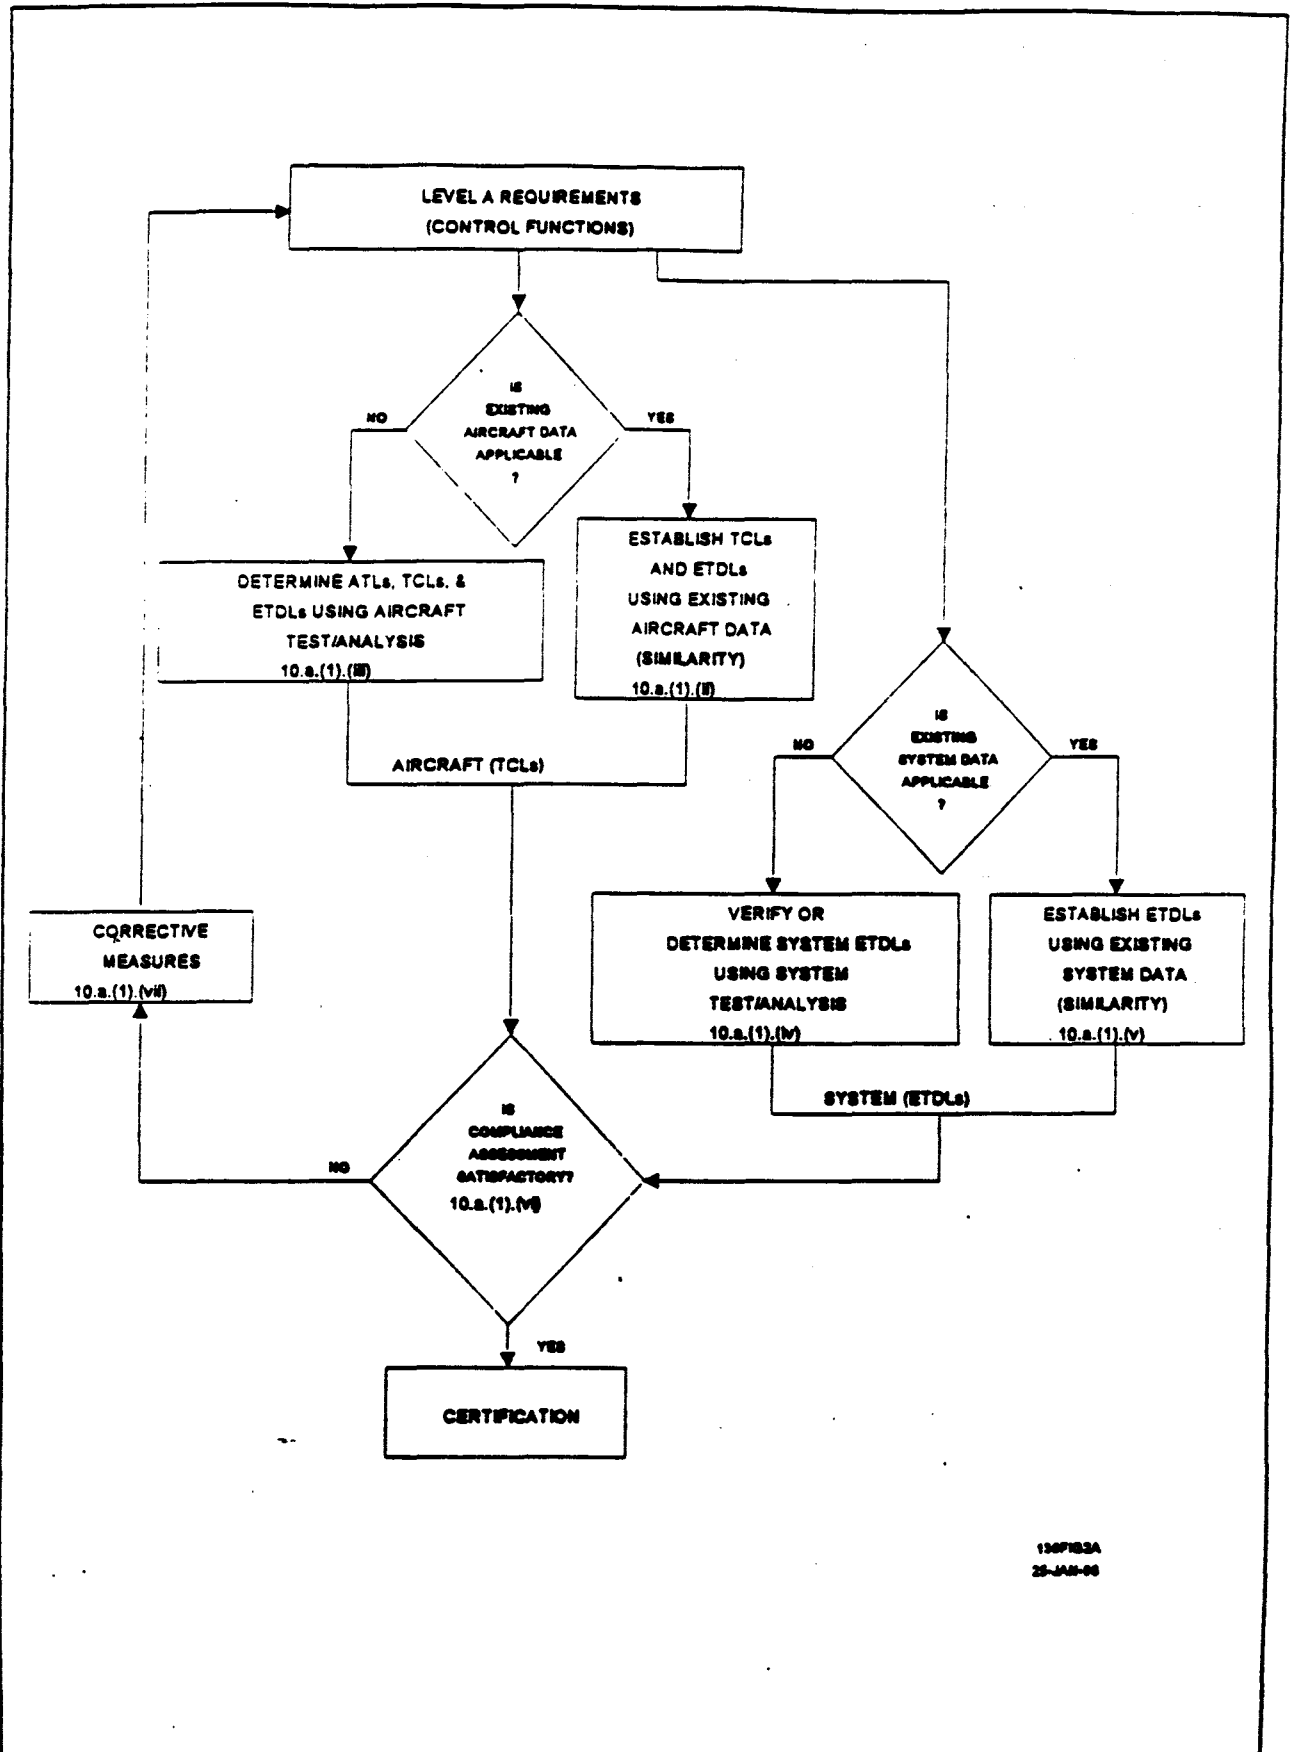 LEVEL A REQUIREMENTS
(CONTROL FUNCTIONS)
IS
EXISTING
AIRCRAFT DATA
APPLICABLE
?
NO
YES
DETERMINE ATLs, TCLs, &
ETDLs USING AIRCRAFT
TEST/ANALYSIS
10.a.(1).(iii)
ESTABLISH TCLs
AND ETDLs
USING EXISTING
AIRCRAFT DATA
(SIMILARITY)
10.a.(1).(ii)
AIRCRAFT (TCLs)
IS
EXISTING
SYSTEM DATA
APPLICABLE
?
NO
YES
VERIFY OR
DETERMINE SYSTEM ETDLs
USING SYSTEM
TEST/ANALYSIS
10.a.(1).(iv)
ESTABLISH ETDLs
USING EXISTING
SYSTEM DATA
(SIMILARITY)
10.a.(1).(v)
SYSTEM (ETDLs)
CORRECTIVE
MEASURES
10.a.(1).(vii)
IS
COMPLIANCE
ASSESSMENT
SATISFACTORY?
10.a.(1).(vi)
NO
YES
CERTIFICATION